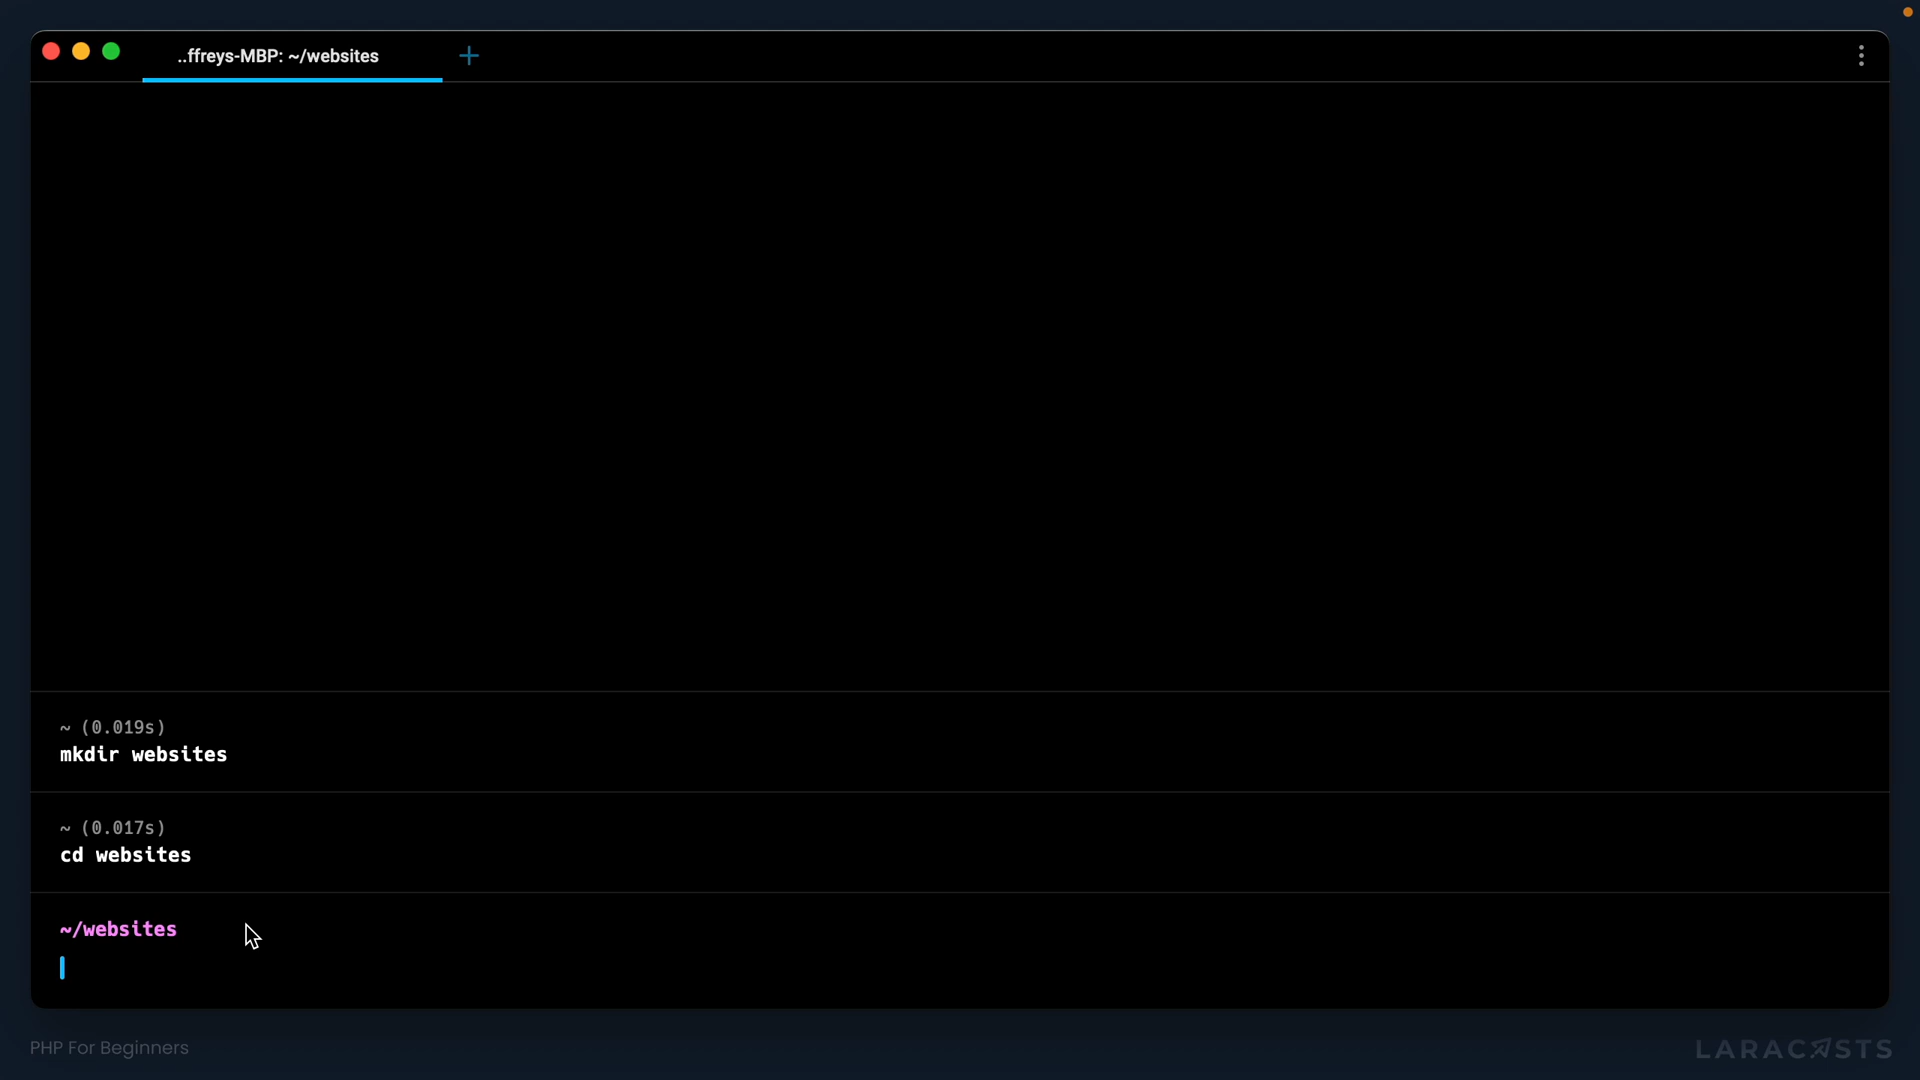 ..ffreys-MBP: ~/websites
~ (0.019s)
mkdir websites
~ (0.017s)
cd websites
~/websites
PHP For Beginners
LARACASTS